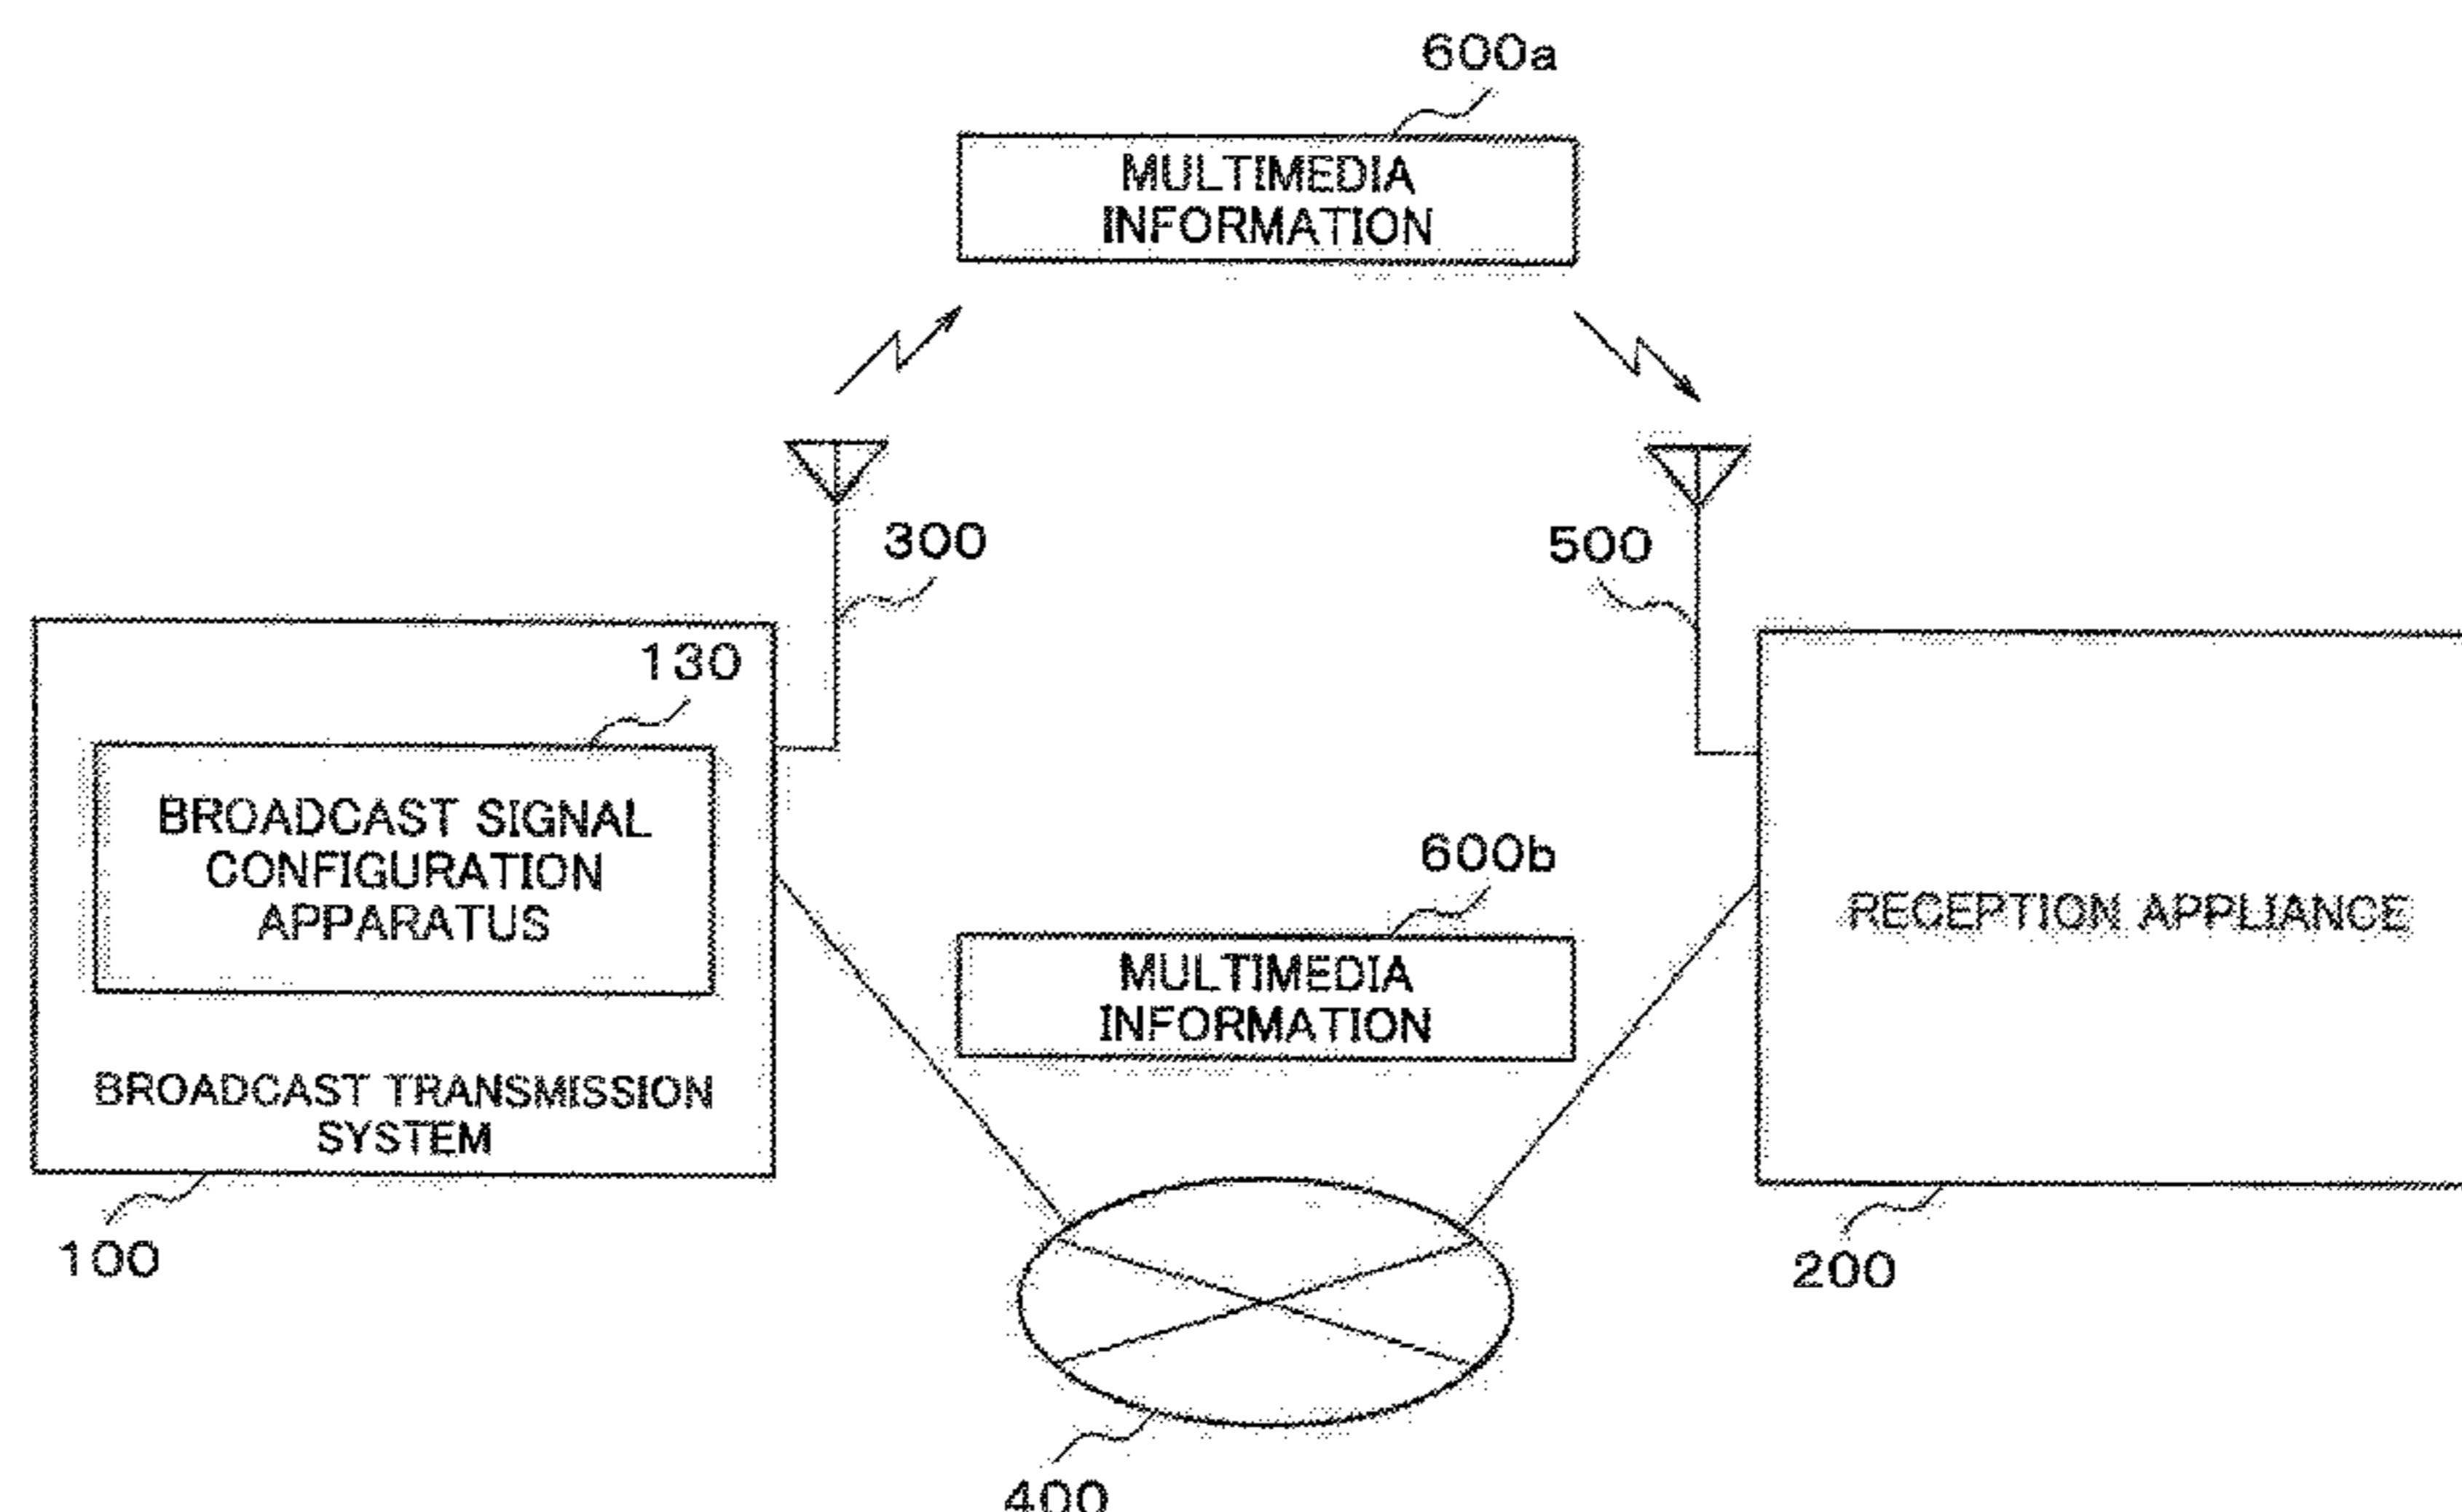 600a
MULTIMEDIA
INFORMATION
300
500
130
BROADCAST SIGNAL
CONFIGURATION
APPARATUS
BROADCAST TRANSMISSION
SYSTEM
100
600b
MULTIMEDIA
INFORMATION
RECEPTION APPLIANCE
200
400